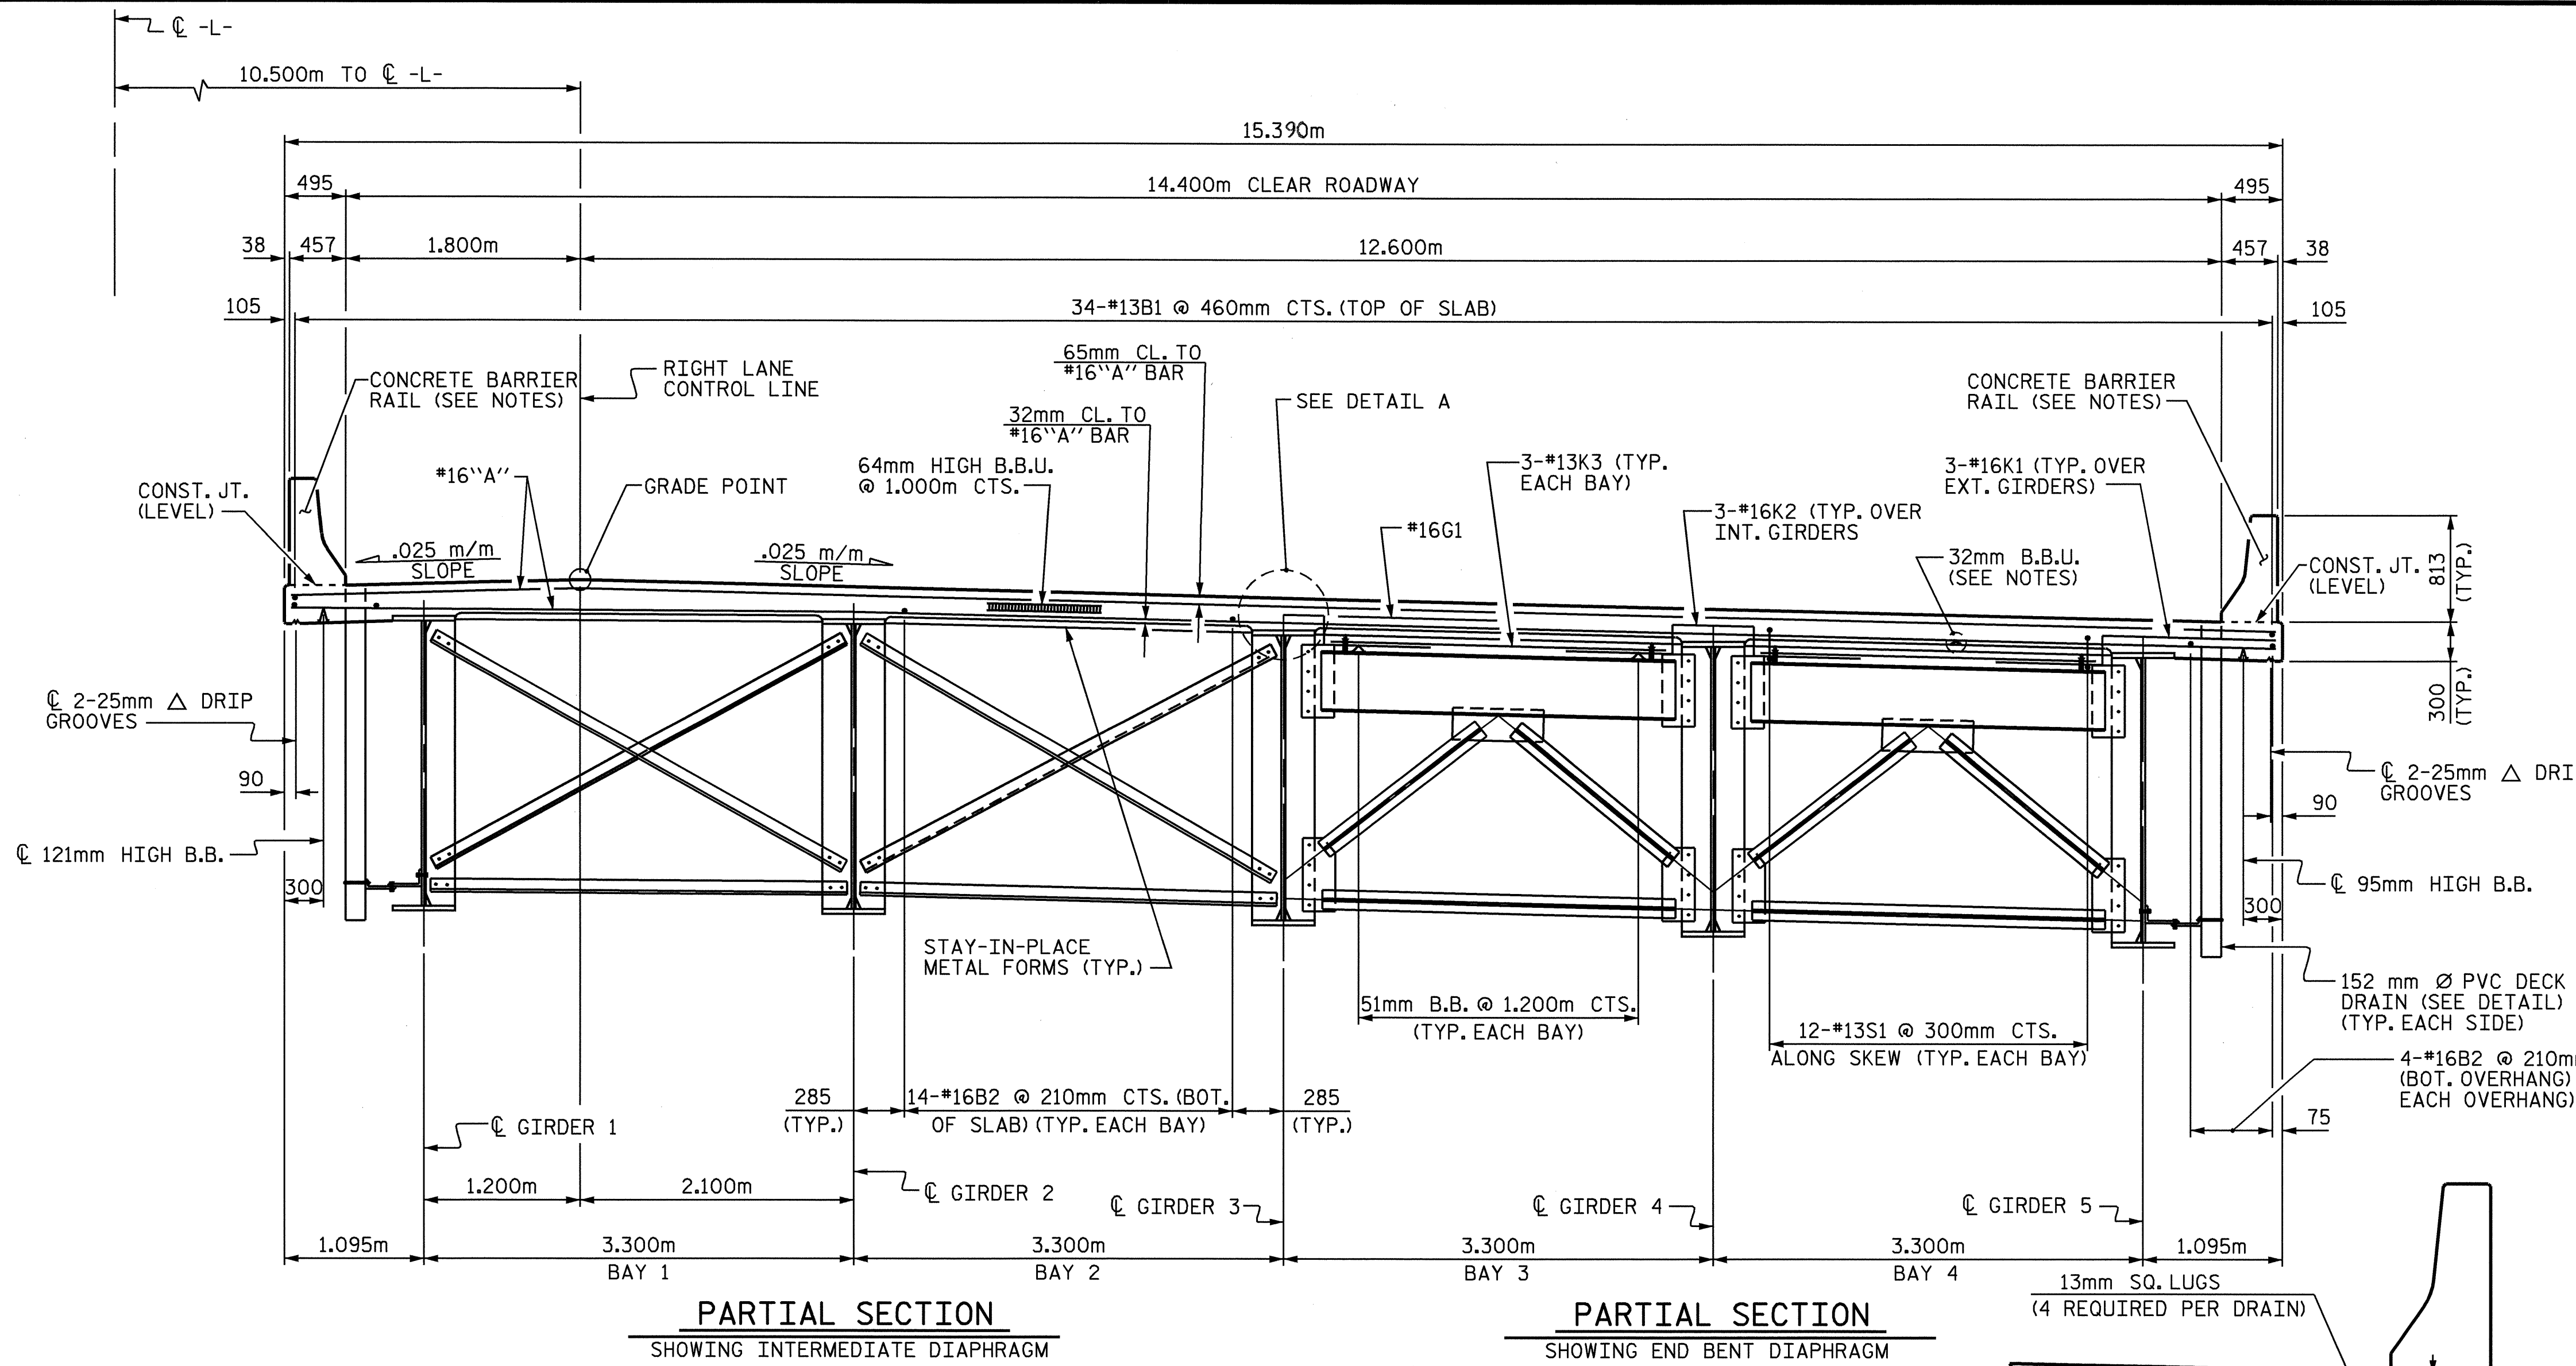 ℄ -L-
10.500m TO ℄ -L-
15.390m
495
14.400m CLEAR ROADWAY
495
38
457
1.800m
12.600m
457
38
105
34-#13B1 @ 460mm CTS. (TOP OF SLAB)
105
CONCRETE BARRIER
RAIL (SEE NOTES)
RIGHT LANE
CONTROL LINE
65mm CL. TO
#16"A" BAR
SEE DETAIL A
CONCRETE BARRIER
RAIL (SEE NOTES)
32mm CL. TO
#16"A" BAR
CONST. JT.
(LEVEL)
#16"A"
GRADE POINT
64mm HIGH B.B.U.
@ 1.000m CTS.
3-#13K3 (TYP.
EACH BAY)
3-#16K1 (TYP. OVER
EXT. GIRDERS)
#16G1
3-#16K2 (TYP. OVER
INT. GIRDERS
.025 m/m
SLOPE
.025 m/m
SLOPE
32mm B.B.U.
(SEE NOTES)
CONST. JT.
(LEVEL)
813
(TYP.)
300
(TYP.)
℄ 2-25mm △ DRIP
GROOVES
90
℄ 121mm HIGH B.B.
300
℄ 2-25mm △ DRI
GROOVES
90
℄ 95mm HIGH B.B.
300
STAY-IN-PLACE
METAL FORMS (TYP.)
51mm B.B. @ 1.200m CTS.
(TYP. EACH BAY)
12-#13S1 @ 300mm CTS.
ALONG SKEW (TYP. EACH BAY)
152 mm Ø PVC DECK
DRAIN (SEE DETAIL)
(TYP. EACH SIDE)
4-#16B2 @ 210m
(BOT. OVERHANG)
EACH OVERHANG)
75
285
(TYP.)
14-#16B2 @ 210mm CTS. (BOT.
OF SLAB) (TYP. EACH BAY)
285
(TYP.)
℄ GIRDER 1
1.200m
2.100m
℄ GIRDER 2
℄ GIRDER 3
℄ GIRDER 4
℄ GIRDER 5
1.095m
3.300m
3.300m
3.300m
3.300m
1.095m
BAY 1
BAY 2
BAY 3
BAY 4
PARTIAL SECTION
SHOWING INTERMEDIATE DIAPHRAGM
PARTIAL SECTION
SHOWING END BENT DIAPHRAGM
13mm SQ. LUGS
(4 REQUIRED PER DRAIN)